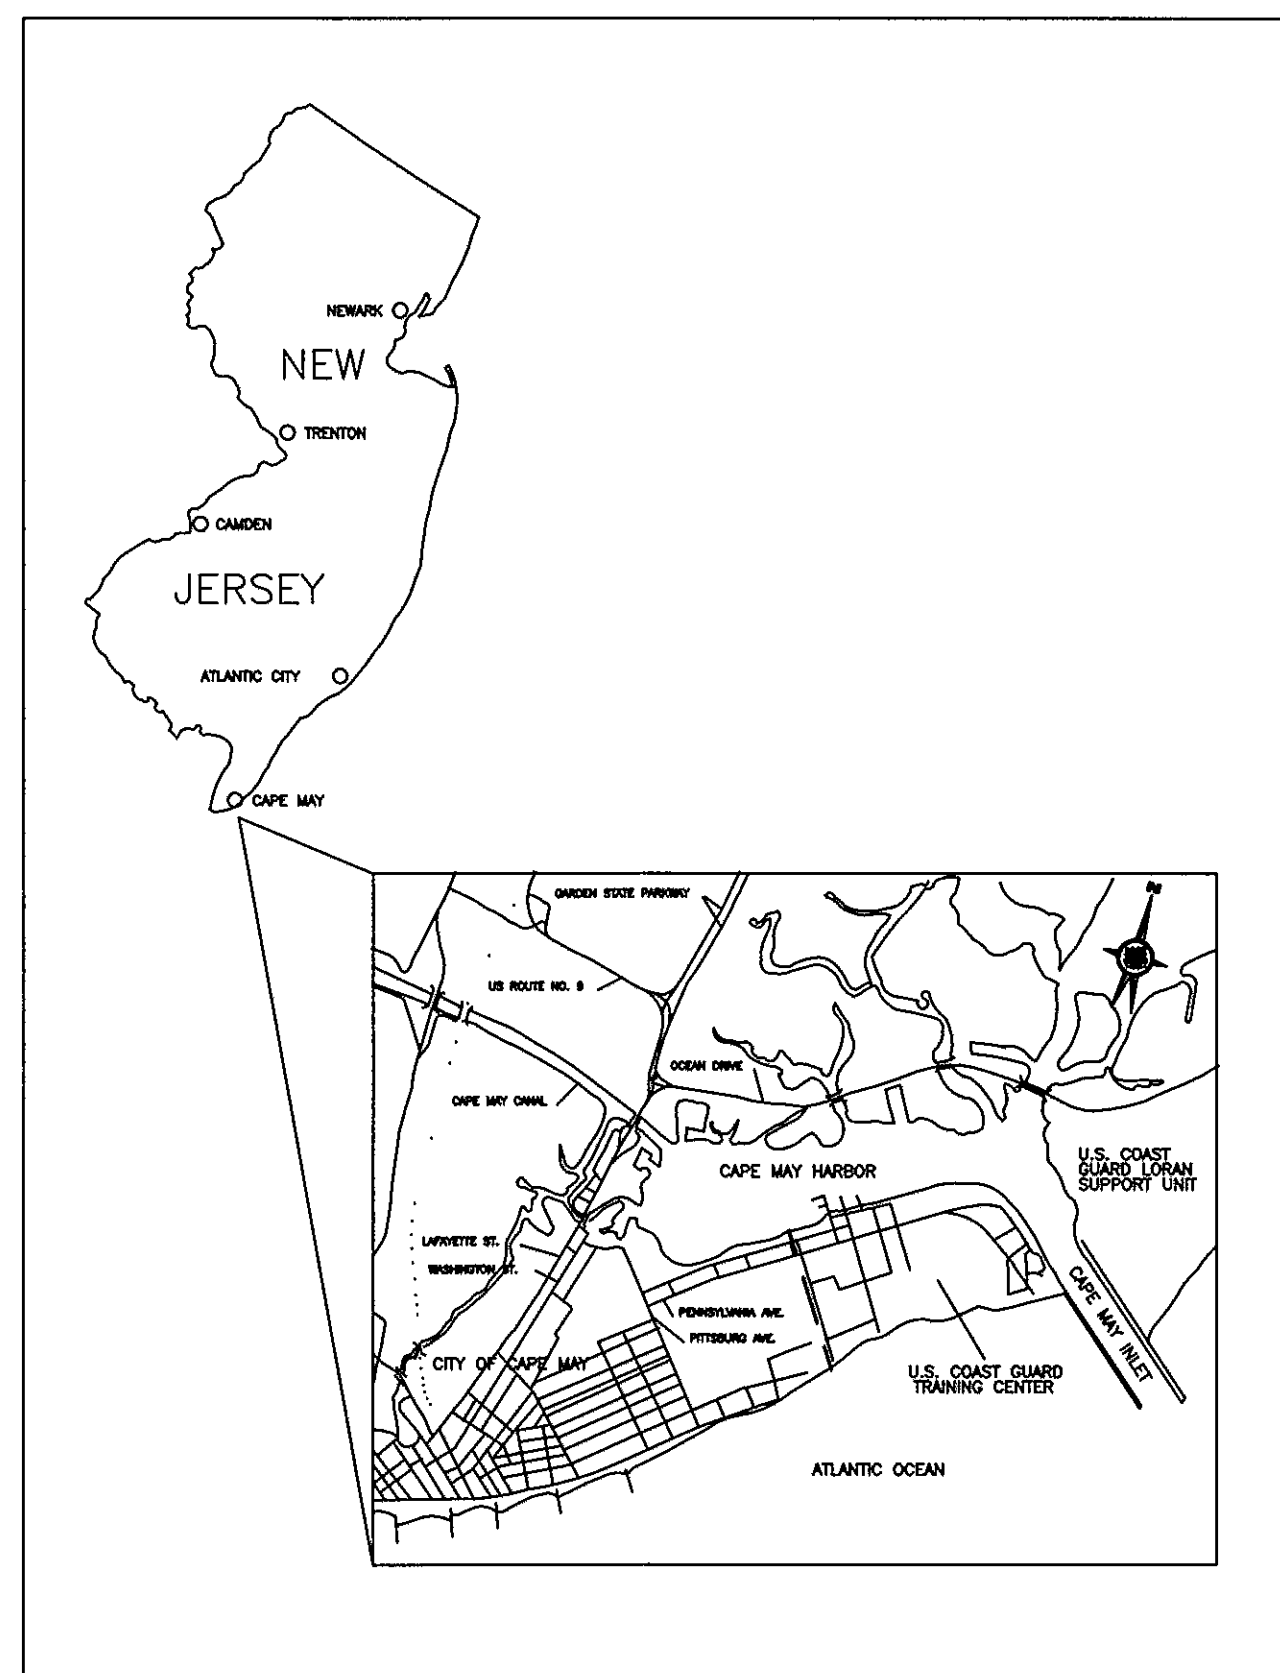 NEWARK
NEW
TRENTON
CAMDEN
JERSEY
ATLANTIC CITY
CAPE MAY
GARDEN STATE PARKWAY
N
US ROUTE NO. 9
OCEAN DRIVE
CAPE MAY CANAL
CAPE MAY HARBOR
U.S. COAST
GUARD LORAN
SUPPORT UNIT
LAFAYETTE ST.
WASHINGTON ST.
CAPE MAY INLET
PENNSYLVANIA AVE.
PITTSBURG AVE.
CITY OF CAPE MAY
U.S. COAST GUARD
TRAINING CENTER
ATLANTIC OCEAN